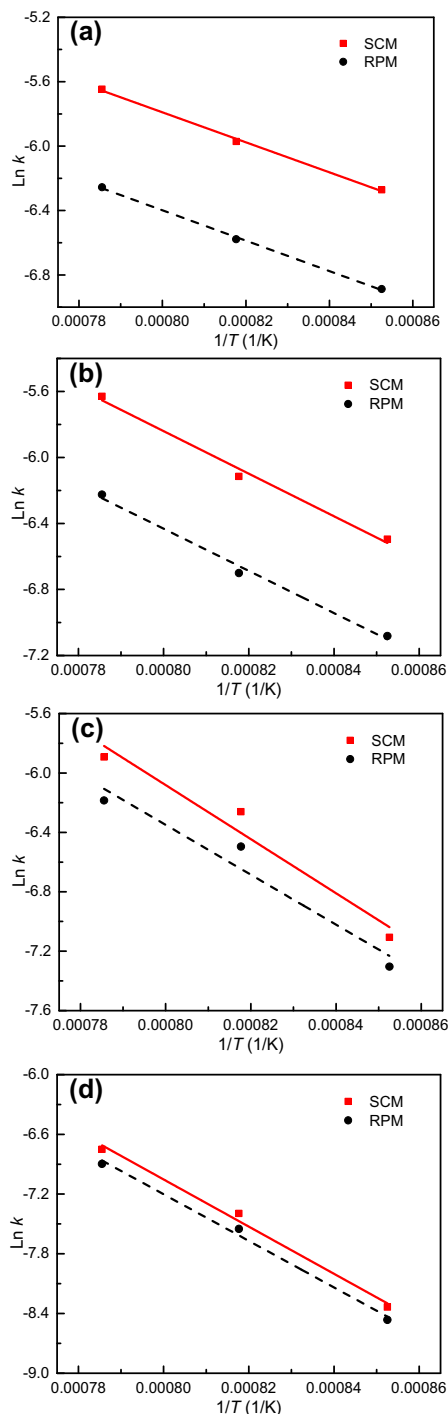 (a)
SCM
RPM
Ln k
-5.2
-5.6
-6.0
-6.4
-6.8
0.00078 0.00080 0.00082 0.00084 0.00086
1/T (1/K)
(b)
SCM
RPM
Ln k
-5.6
-6.0
-6.4
-6.8
-7.2
0.00078 0.00080 0.00082 0.00084 0.00086
1/T (1/K)
(c)
SCM
RPM
Ln k
-5.6
-6.0
-6.4
-6.8
-7.2
-7.6
0.00078 0.00080 0.00082 0.00084 0.00086
1/T (1/K)
(d)
SCM
RPM
Ln k
-6.0
-6.6
-7.2
-7.8
-8.4
-9.0
0.00078 0.00080 0.00082 0.00084 0.00086
1/T (1/K)